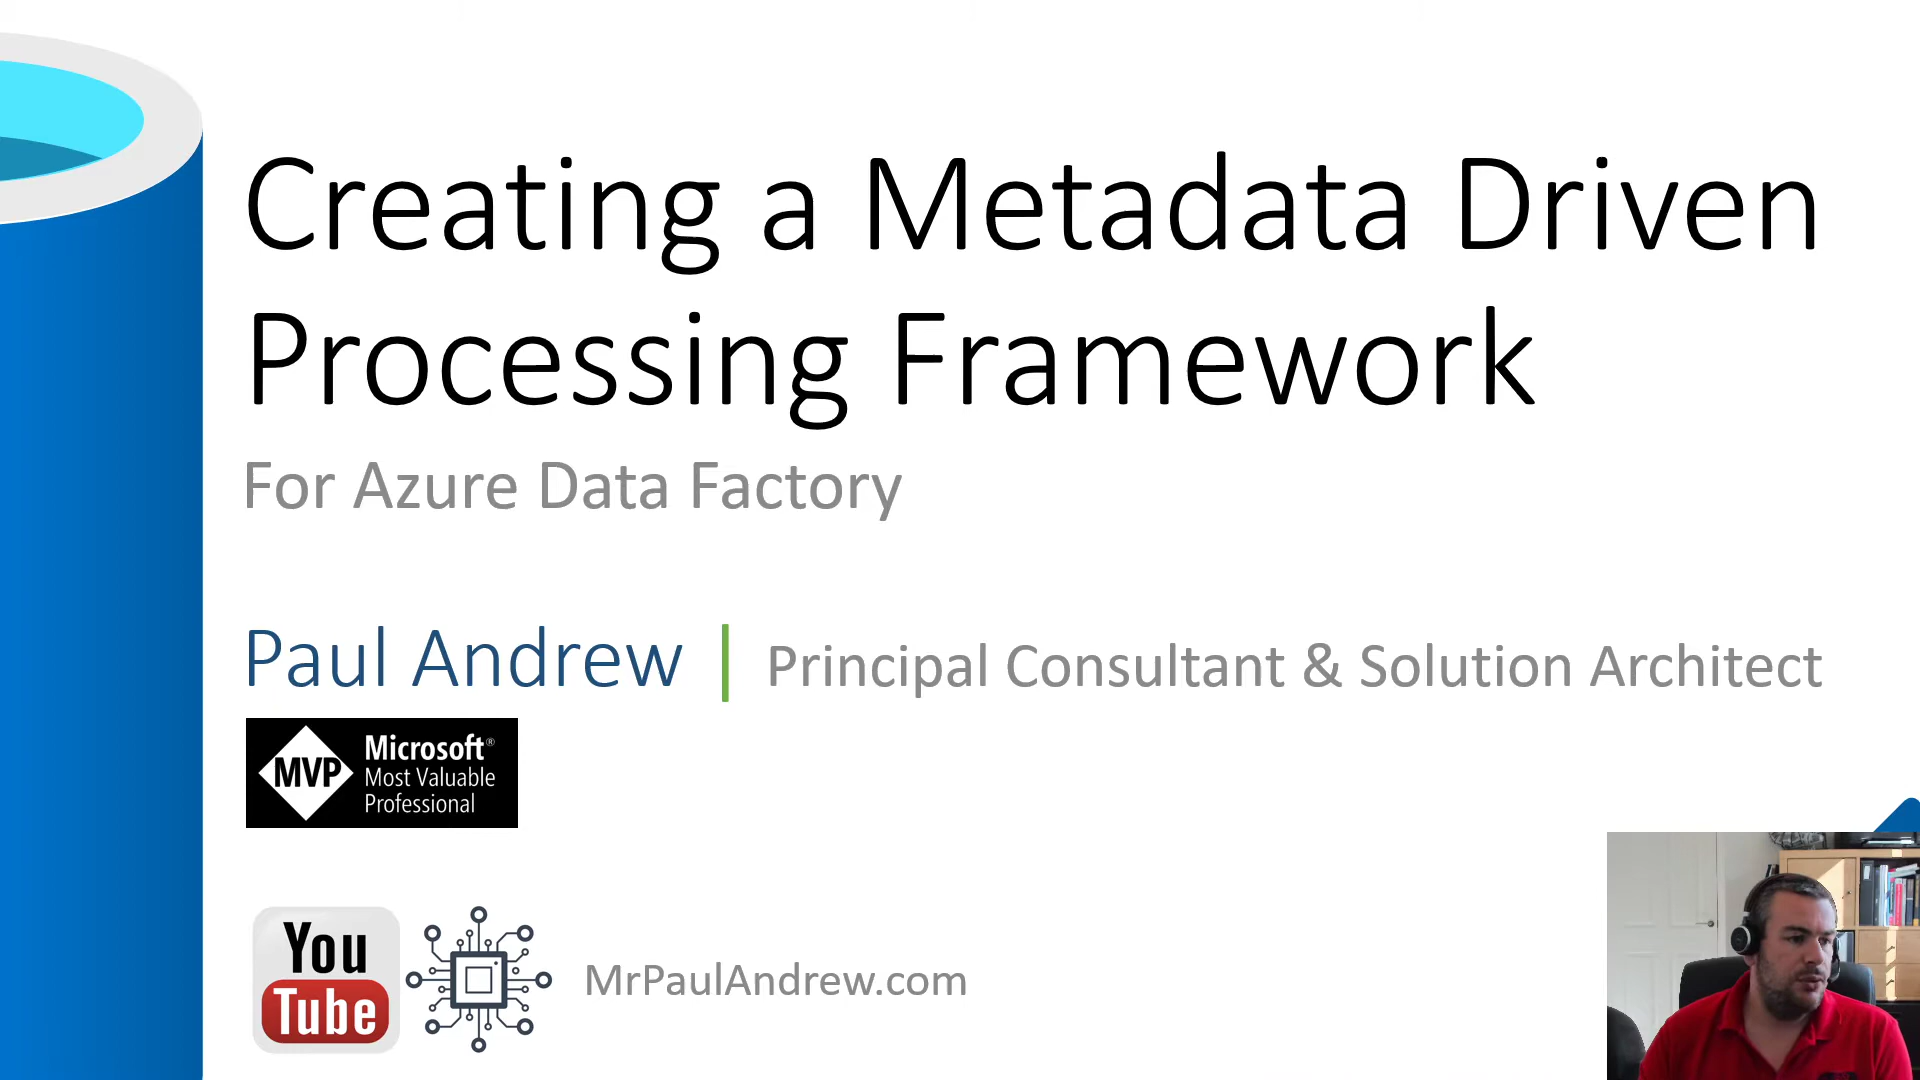 Creating a Metadata Driven
Processing Framework
For Azure Data Factory
Paul Andrew | Principal Consultant & Solution Architect
MVP
Microsoft®
Most Valuable
Professional
You
Tube
MrPaulAndrew.com